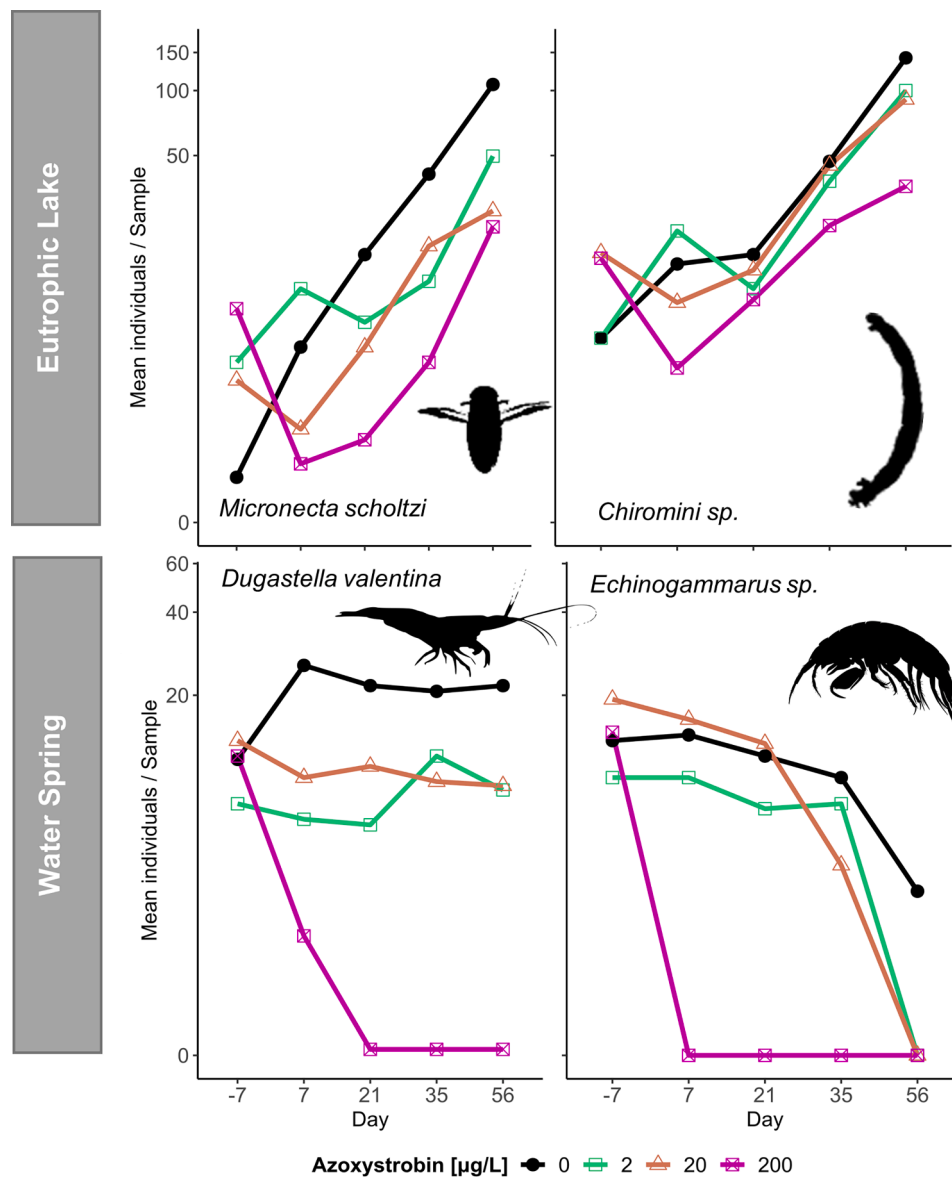 Eutrophic Lake
Mean individuals / Sample
150
100
50
0
Micronecta scholtzi
Chiromini sp.
Water Spring
Mean individuals / Sample
60
40
20
0
Dugastella valentina
Echinogammarus sp.
-7 7 21 35 56
Day
-7 7 21 35 56
Day
Azoxystrobin [µg/L] 0 2 20 200